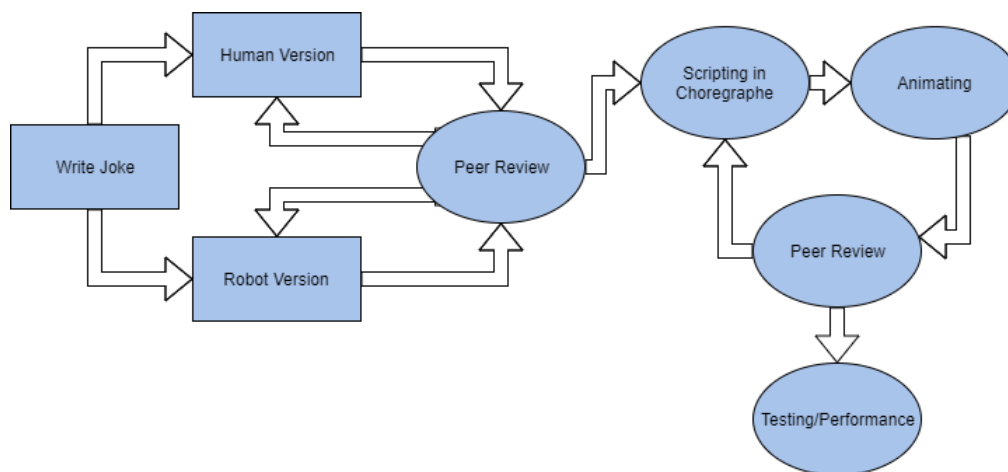 Write Joke
Human Version
Robot Version
Peer Review
Scripting in
Choregraphe
Animating
Peer Review
Testing/Performance